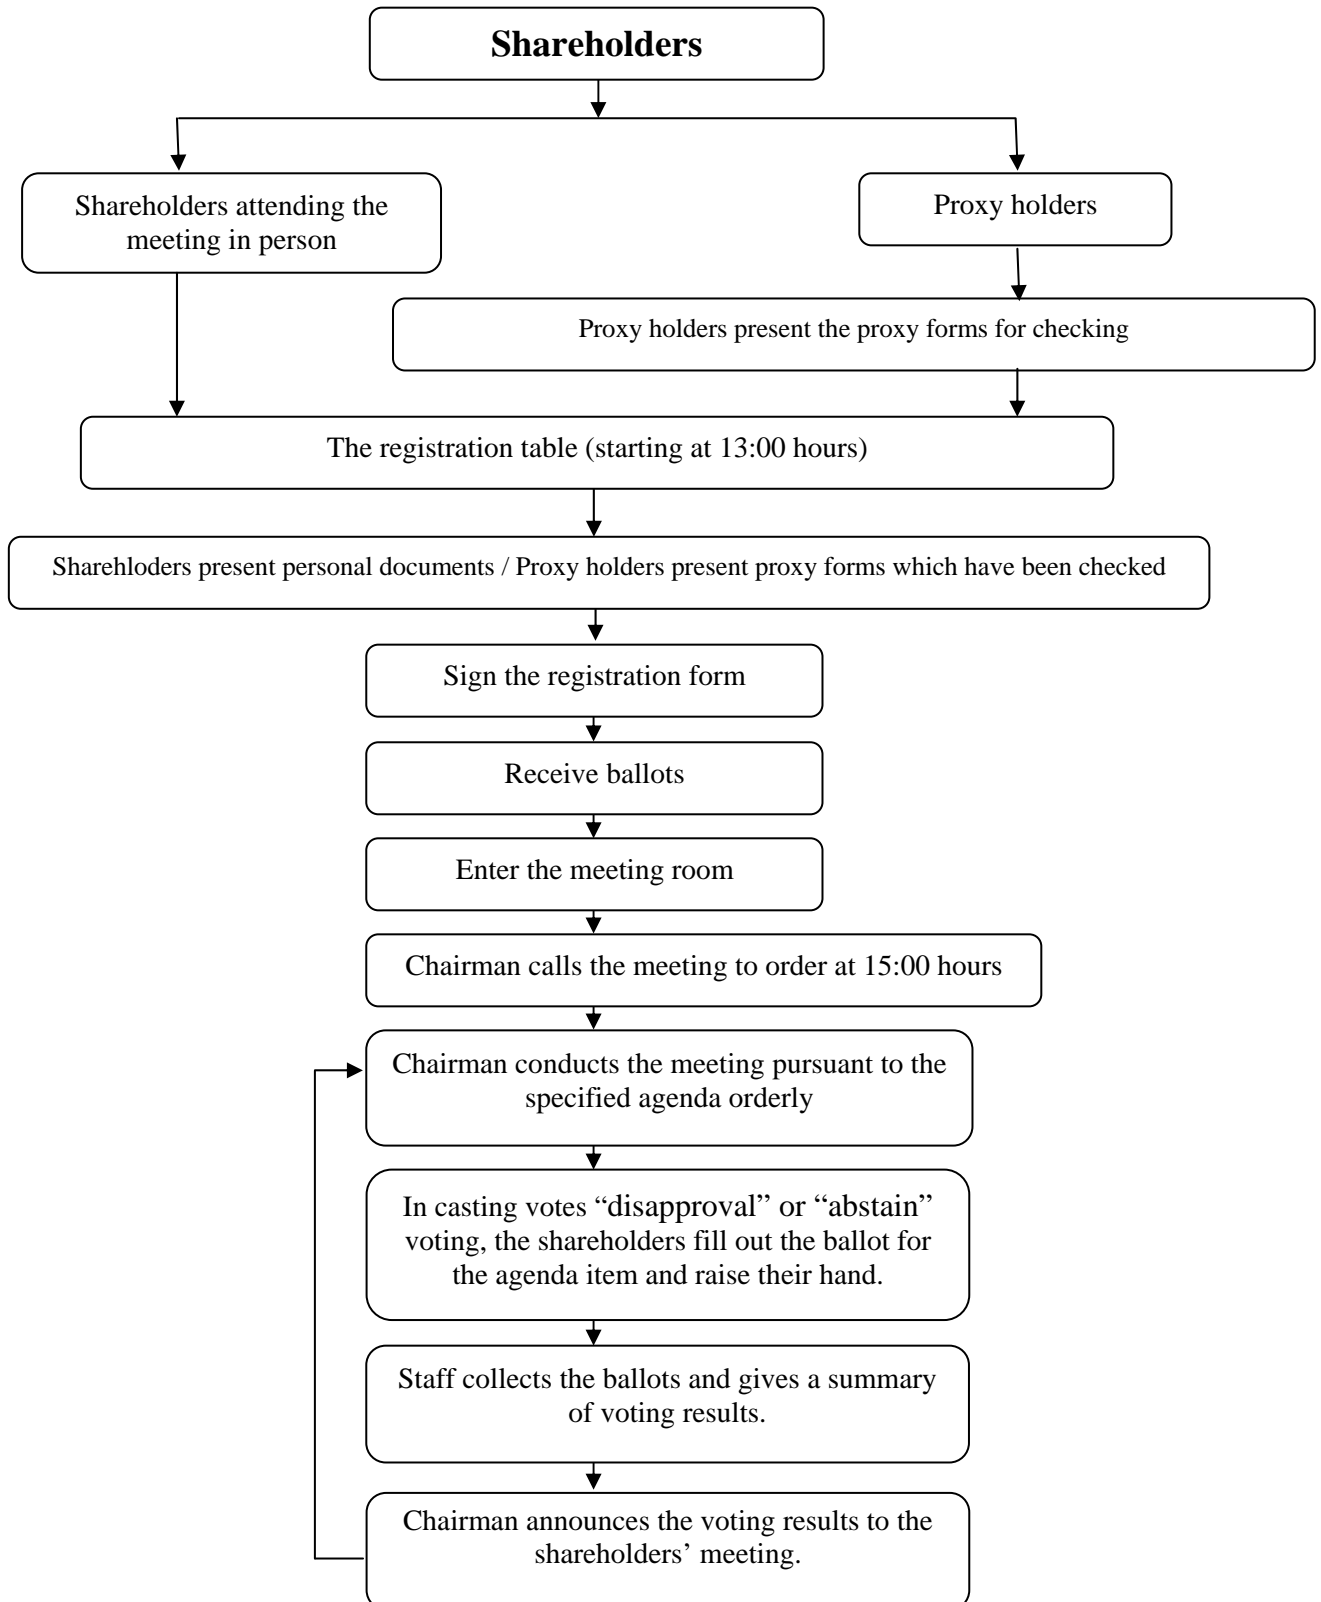 Shareholders
Shareholders attending the
meeting in person
Proxy holders
Proxy holders present the proxy forms for checking
The registration table (starting at 13:00 hours)
Sharehloders present personal documents / Proxy holders present proxy forms which have been checked
Sign the registration form
Receive ballots
Enter the meeting room
Chairman calls the meeting to order at 15:00 hours
Chairman conducts the meeting pursuant to the
specified agenda orderly
In casting votes “disapproval” or “abstain”
voting, the shareholders fill out the ballot for
the agenda item and raise their hand.
Staff collects the ballots and gives a summary
of voting results.
Chairman announces the voting results to the
shareholders’ meeting.